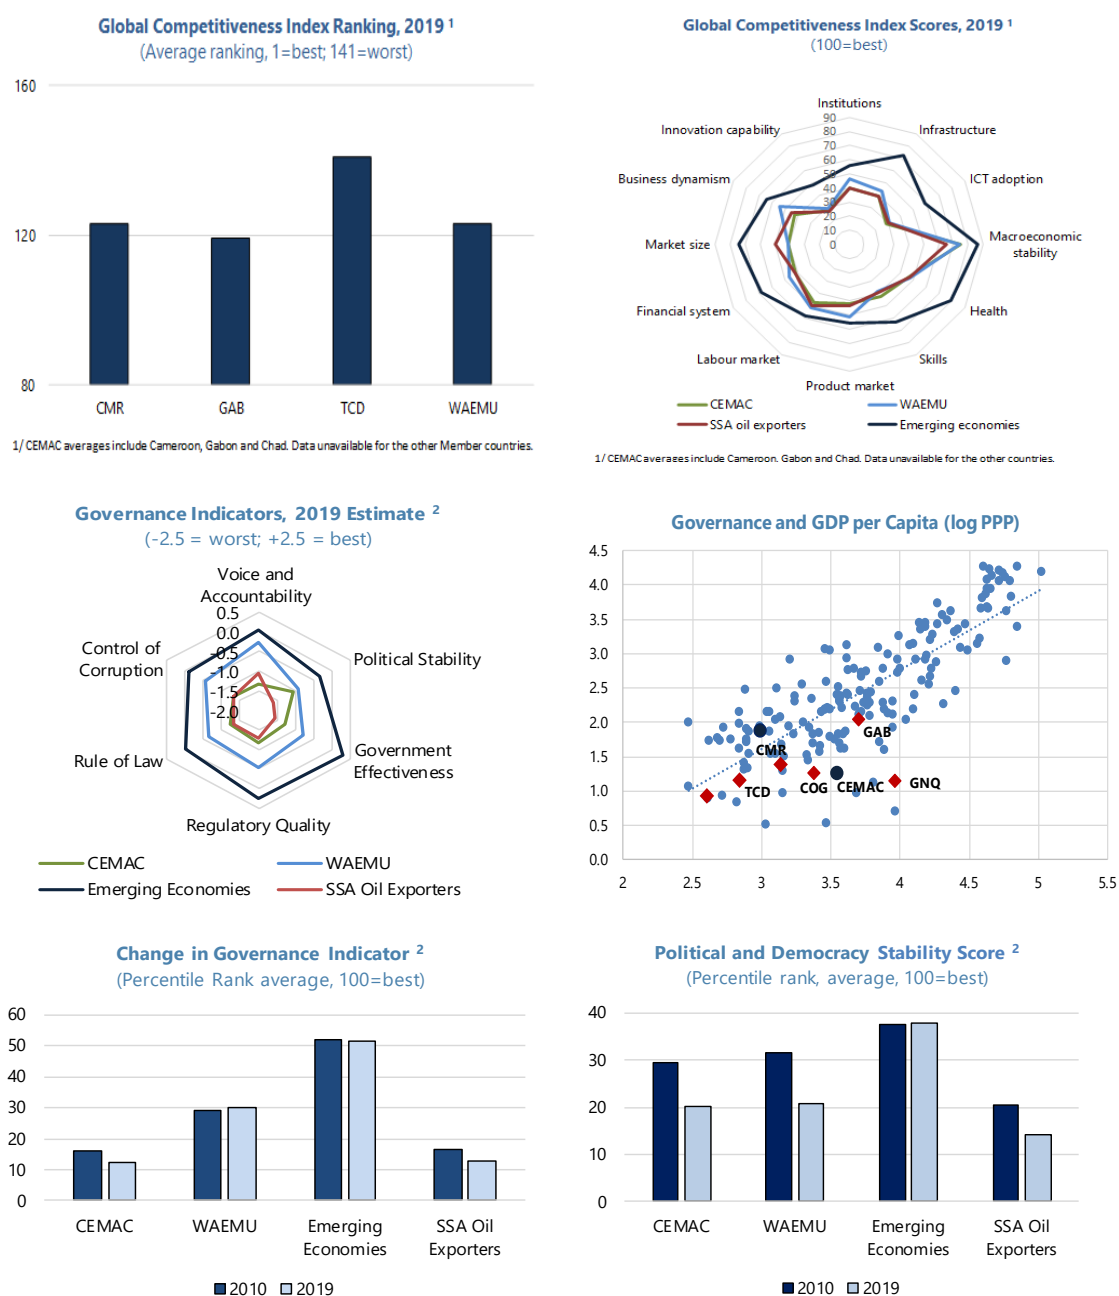 Global Competitiveness Index Ranking, 2019 ¹
(Average ranking, 1=best; 141=worst)
160
120
80
CMR
GAB
TCD
WAEMU
1/ CEMAC averages include Cameroon, Gabon and Chad. Data unavailable for the other Member countries.
Global Competitiveness Index Scores, 2019 ¹
(100=best)
Institutions
Infrastructure
ICT adoption
Macroeconomic
stability
Health
Skills
Product market
Labour market
Financial system
Market size
Business dynamism
Innovation capability
90
80
70
60
50
40
30
20
10
0
CEMAC
WAEMU
SSA oil exporters
Emerging economies
1/ CEMAC averages include Cameroon. Gabon and Chad. Data unavailable for the other countries.
Governance Indicators, 2019 Estimate ²
(-2.5 = worst; +2.5 = best)
Voice and
Accountability
Political Stability
Government
Effectiveness
Regulatory Quality
Rule of Law
Control of
Corruption
0.5
0.0
-0.5
-1.0
-1.5
-2.0
CEMAC
WAEMU
Emerging Economies
SSA Oil Exporters
Governance and GDP per Capita (log PPP)
4.5
4.0
3.5
3.0
2.5
2.0
1.5
1.0
0.5
0.0
GAB
CMR
TCD
COG
CEMAC
GNQ
2
2.5
3
3.5
4
4.5
5
5.5
Change in Governance Indicator ²
(Percentile Rank average, 100=best)
60
50
40
30
20
10
0
CEMAC
WAEMU
Emerging
Economies
SSA Oil
Exporters
2010
2019
Political and Democracy Stability Score ²
(Percentile rank, average, 100=best)
40
30
20
10
0
CEMAC
WAEMU
Emerging
Economies
SSA Oil
Exporters
2010
2019